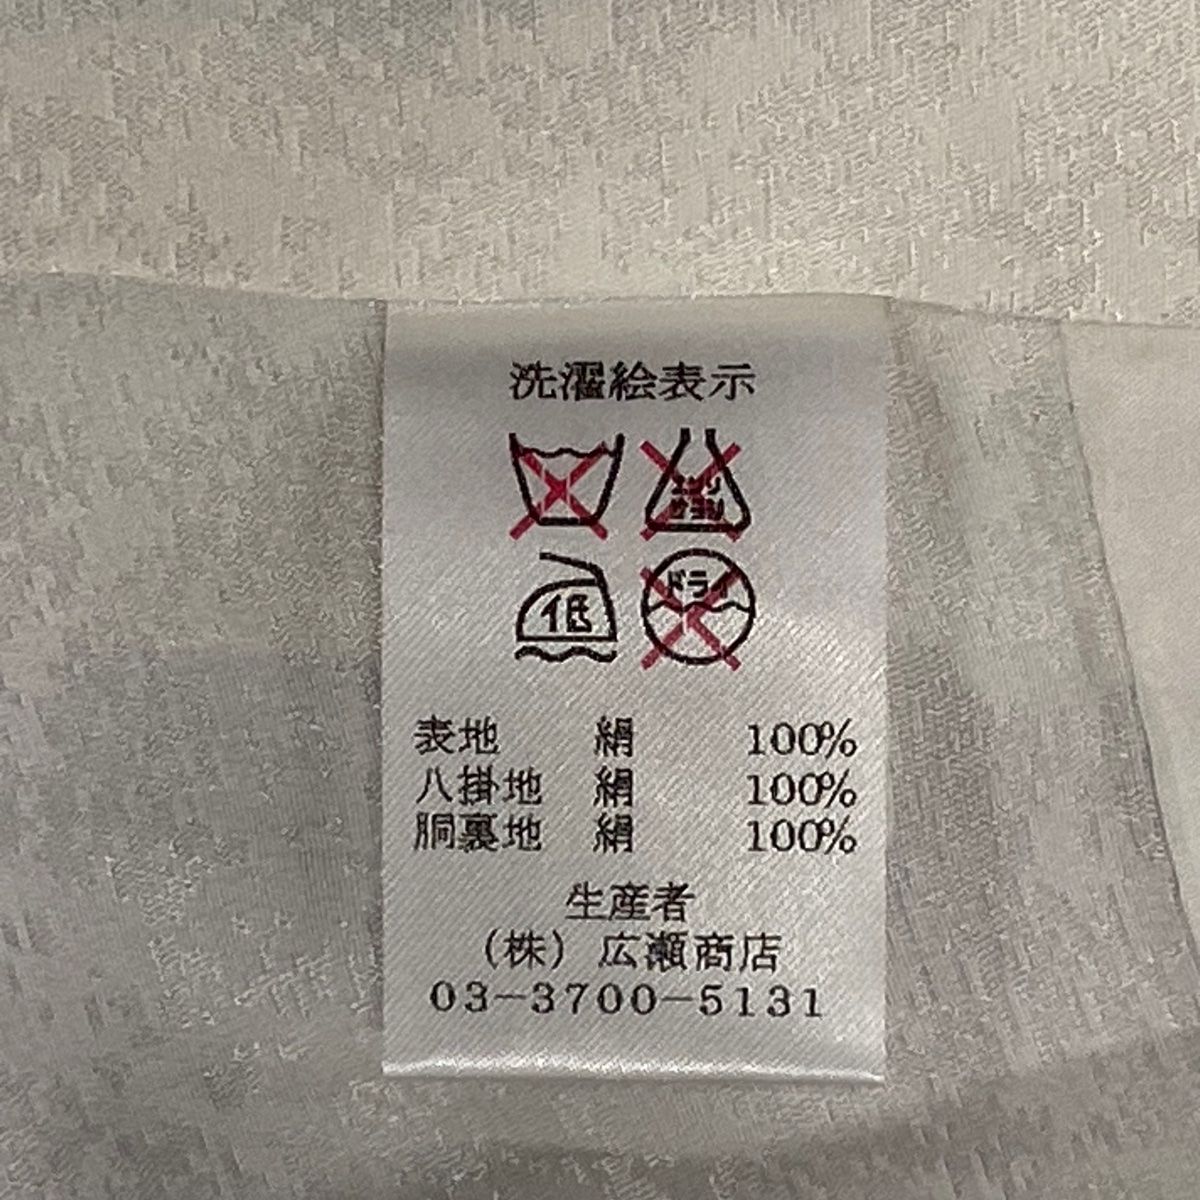 洗濯絵表示
エンソ
サラシ
低
ドライ
表地 絹 100%
八掛地 絹 100%
胴裏地 絹 100%
生産者
（株）広瀬商店
03-3700-5131